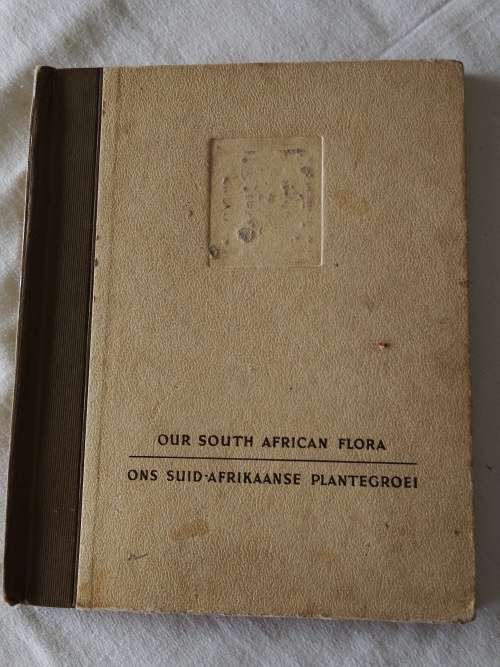 OUR SOUTH AFRICAN FLORA
ONS SUID-AFRIKAANSE PLANTEGROEI